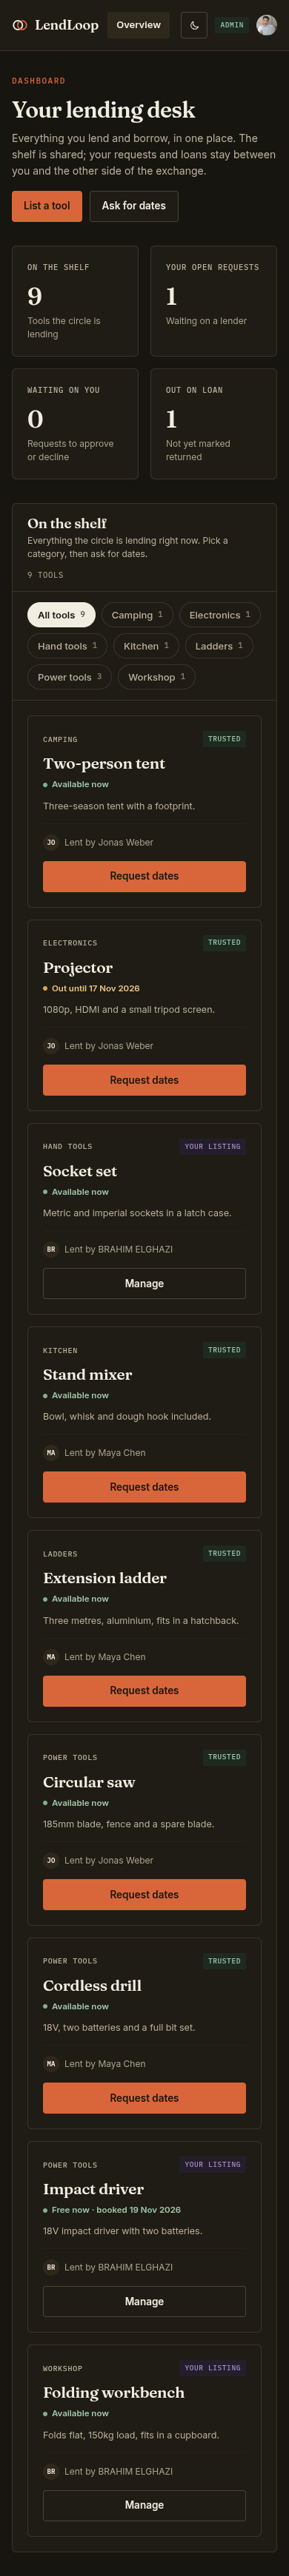 LendLoop Overview ADMIN
DASHBOARD
Your lending desk
Everything you lend and borrow, in one place. The
shelf is shared; your requests and loans stay between
you and the other side of the exchange.
List a tool Ask for dates
ON THE SHELF
9
Tools the circle is
lending
YOUR OPEN REQUESTS
1
Waiting on a lender
WAITING ON YOU
0
Requests to approve
or decline
OUT ON LOAN
1
Not yet marked
returned
On the shelf
Everything the circle is lending right now. Pick a
category, then ask for dates.
9 TOOLS
All tools 9 Camping 1 Electronics 1
Hand tools 1 Kitchen 1 Ladders 1
Power tools 3 Workshop 1
CAMPING TRUSTED
Two-person tent
Available now
Three-season tent with a footprint.
JO Lent by Jonas Weber
Request dates
ELECTRONICS TRUSTED
Projector
Out until 17 Nov 2026
1080p, HDMI and a small tripod screen.
JO Lent by Jonas Weber
Request dates
HAND TOOLS YOUR LISTING
Socket set
Available now
Metric and imperial sockets in a latch case.
BR Lent by BRAHIM ELGHAZI
Manage
KITCHEN TRUSTED
Stand mixer
Available now
Bowl, whisk and dough hook included.
MA Lent by Maya Chen
Request dates
LADDERS TRUSTED
Extension ladder
Available now
Three metres, aluminium, fits in a hatchback.
MA Lent by Maya Chen
Request dates
POWER TOOLS TRUSTED
Circular saw
Available now
185mm blade, fence and a spare blade.
JO Lent by Jonas Weber
Request dates
POWER TOOLS TRUSTED
Cordless drill
Available now
18V, two batteries and a full bit set.
MA Lent by Maya Chen
Request dates
POWER TOOLS YOUR LISTING
Impact driver
Free now · booked 19 Nov 2026
18V impact driver with two batteries.
BR Lent by BRAHIM ELGHAZI
Manage
WORKSHOP YOUR LISTING
Folding workbench
Available now
Folds flat, 150kg load, fits in a cupboard.
BR Lent by BRAHIM ELGHAZI
Manage